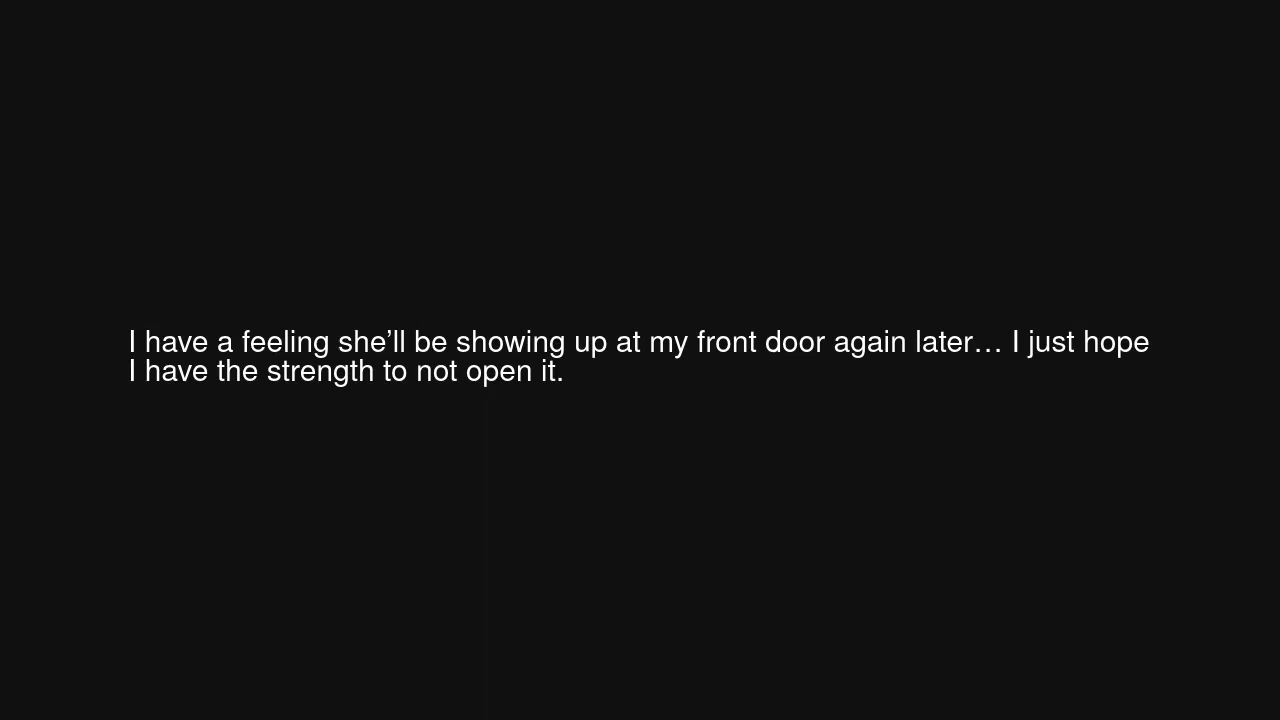 I have a feeling she’ll be showing up at my front door again later… I just hope
I have the strength to not open it.